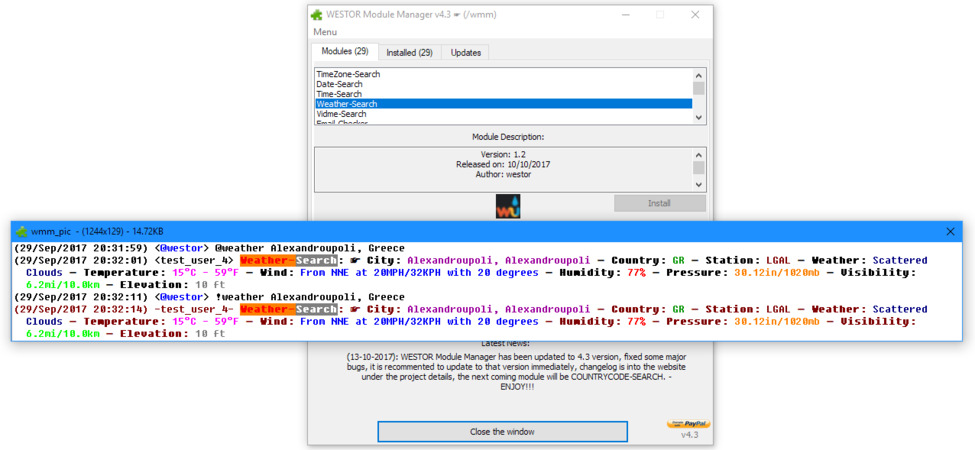 WESTOR Module Manager v4.3 ☛ (/wmm)
Menu
Modules (29) Installed (29) Updates
TimeZone-Search
Date-Search
Time-Search
Weather-Search
Vidme-Search
Email-Checker
Module Description:
Version: 1.2
Released on: 10/10/2017
Author: westor
Install
wmm_pic - (1244x129) - 14.72KB
(29/Sep/2017 20:31:59) <@westor> @weather Alexandroupoli, Greece
(29/Sep/2017 20:32:01) <test_user_4> Weather-Search: ☛ City: Alexandroupoli, Alexandroupoli — Country: GR — Station: LGAL — Weather: Scattered
Clouds — Temperature: 15°C - 59°F — Wind: From NNE at 20MPH/32KPH with 20 degrees — Humidity: 77% — Pressure: 30.12in/1020mb — Visibility:
6.2mi/10.0km — Elevation: 10 ft
(29/Sep/2017 20:32:11) <@westor> !weather Alexandroupoli, Greece
(29/Sep/2017 20:32:14) -test_user_4- Weather-Search: ☛ City: Alexandroupoli, Alexandroupoli — Country: GR — Station: LGAL — Weather: Scattered
Clouds — Temperature: 15°C - 59°F — Wind: From NNE at 20MPH/32KPH with 20 degrees — Humidity: 77% — Pressure: 30.12in/1020mb — Visibility:
6.2mi/10.0km — Elevation: 10 ft
Latest News:
(13-10-2017): WESTOR Module Manager has been updated to 4.3 version, fixed some major
bugs, it is recommented to update to that version immediately, changelog is into the website
under the project details, the next coming module will be COUNTRYCODE-SEARCH. -
ENJOY!!!
Close the window
PayPal
v4.3